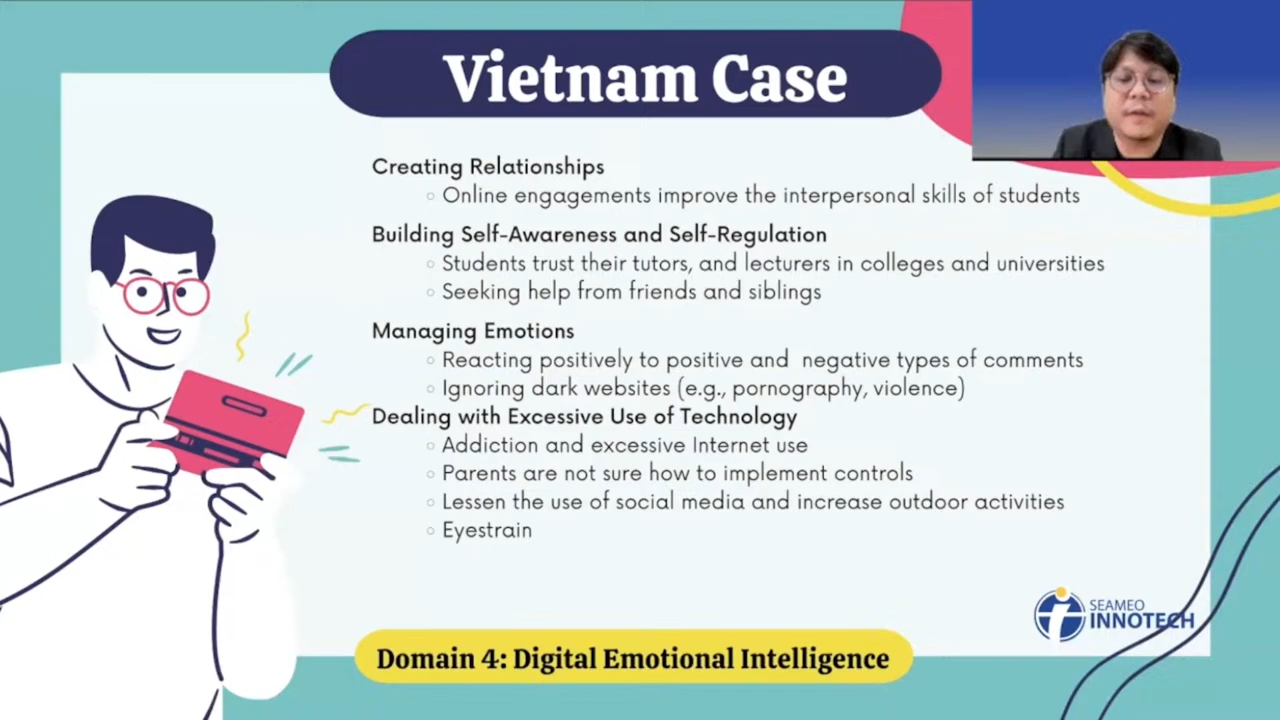 Vietnam Case
Creating Relationships
Online engagements improve the interpersonal skills of students
Building Self-Awareness and Self-Regulation
Students trust their tutors, and lecturers in colleges and universities
Seeking help from friends and siblings
Managing Emotions
Reacting positively to positive and negative types of comments
Ignoring dark websites (e.g., pornography, violence)
Dealing with Excessive Use of Technology
Addiction and excessive Internet use
Parents are not sure how to implement controls
Lessen the use of social media and increase outdoor activities
Eyestrain
SEAMEO
INNOTECH
Domain 4: Digital Emotional Intelligence